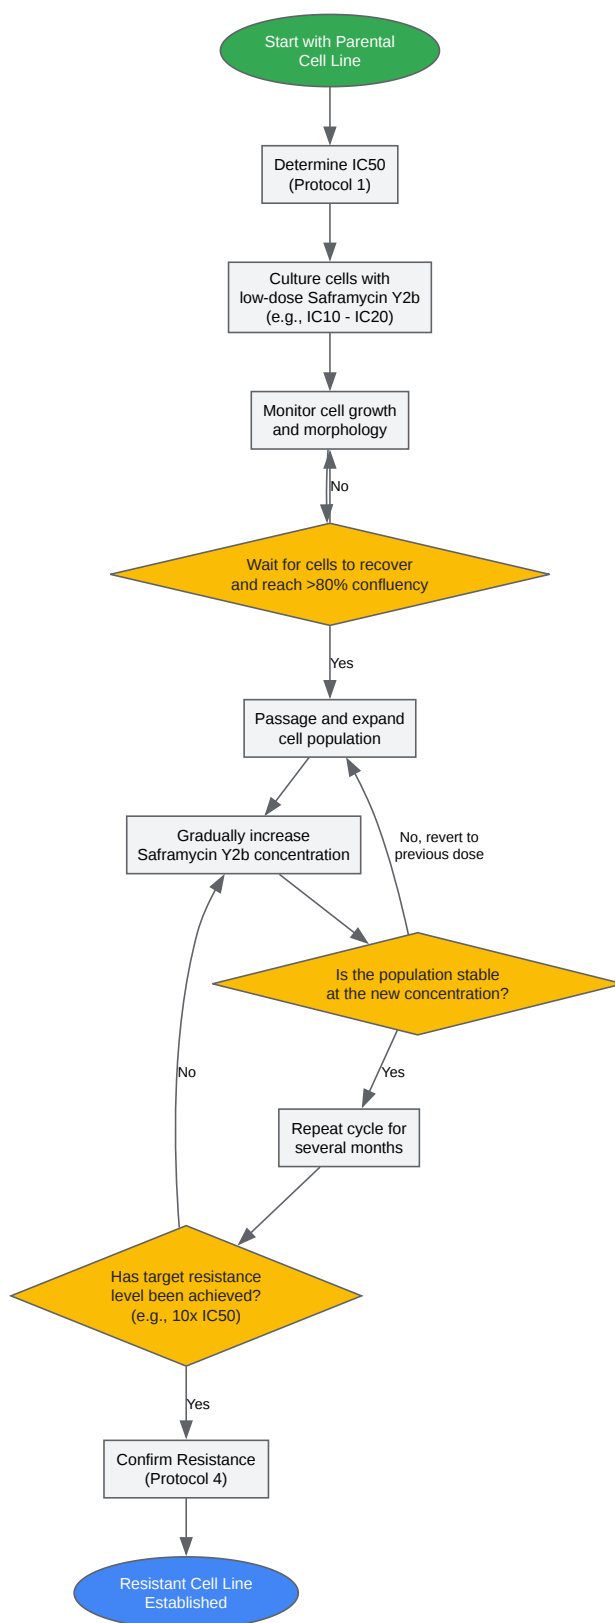 Start with Parental
Cell Line
Determine IC50
(Protocol 1)
Culture cells with
low-dose Saframycin Y2b
(e.g., IC10 - IC20)
Monitor cell growth
and morphology
No
Wait for cells to recover
and reach >80% confluency
Yes
Passage and expand
cell population
Gradually increase
Saframycin Y2b concentration
No, revert to
previous dose
Is the population stable
at the new concentration?
No
Yes
Repeat cycle for
several months
Has target resistance
level been achieved?
(e.g., 10x IC50)
Yes
Confirm Resistance
(Protocol 4)
Resistant Cell Line
Established